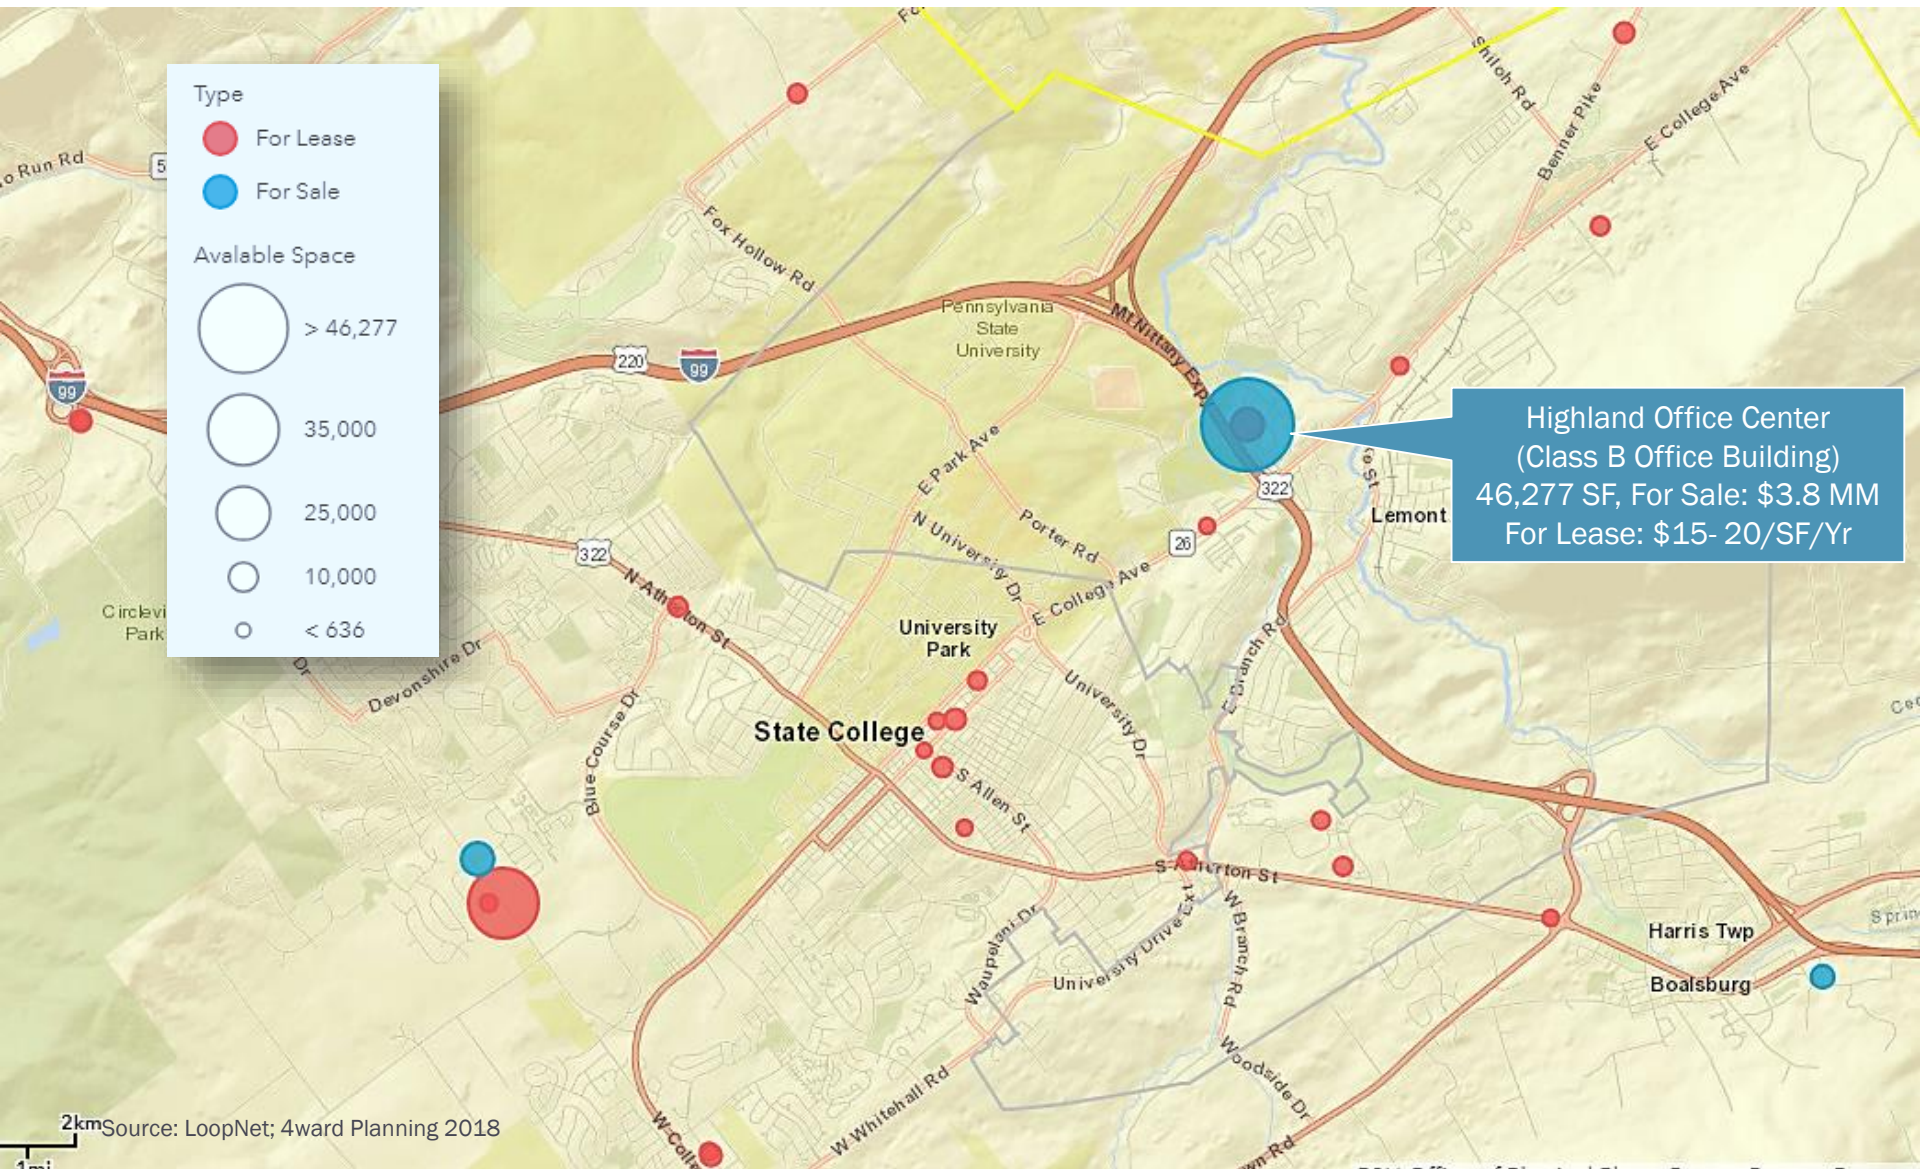 Type
For Lease
For Sale
Avalable Space
> 46,277
35,000
25,000
10,000
< 636
Highland Office Center
(Class B Office Building)
46,277 SF, For Sale: $3.8 MM
For Lease: $15- 20/SF/Yr
Shiloh Rd
Benner Pike
E College Ave
Run Rd
Fox Hollow Rd
Pennsylvania
State
University
Mt Nittany Exp
220
99
99
E Park Ave
322
Lemont
Porter Rd
N University Dr
26
322
N Atherton St
E College Ave
Park
University
Park
E Branch Rd
Devonshire Dr
Dr
University Dr
Blue Course Dr
State College
S Allen St
S Atherton St
W Branch Rd
Waupelani Dr
University Drive Ext
Harris Twp
Boalsburg
Woodside Dr
W Whitehall Rd
2km
Source: LoopNet; 4ward Planning 2018
1mi